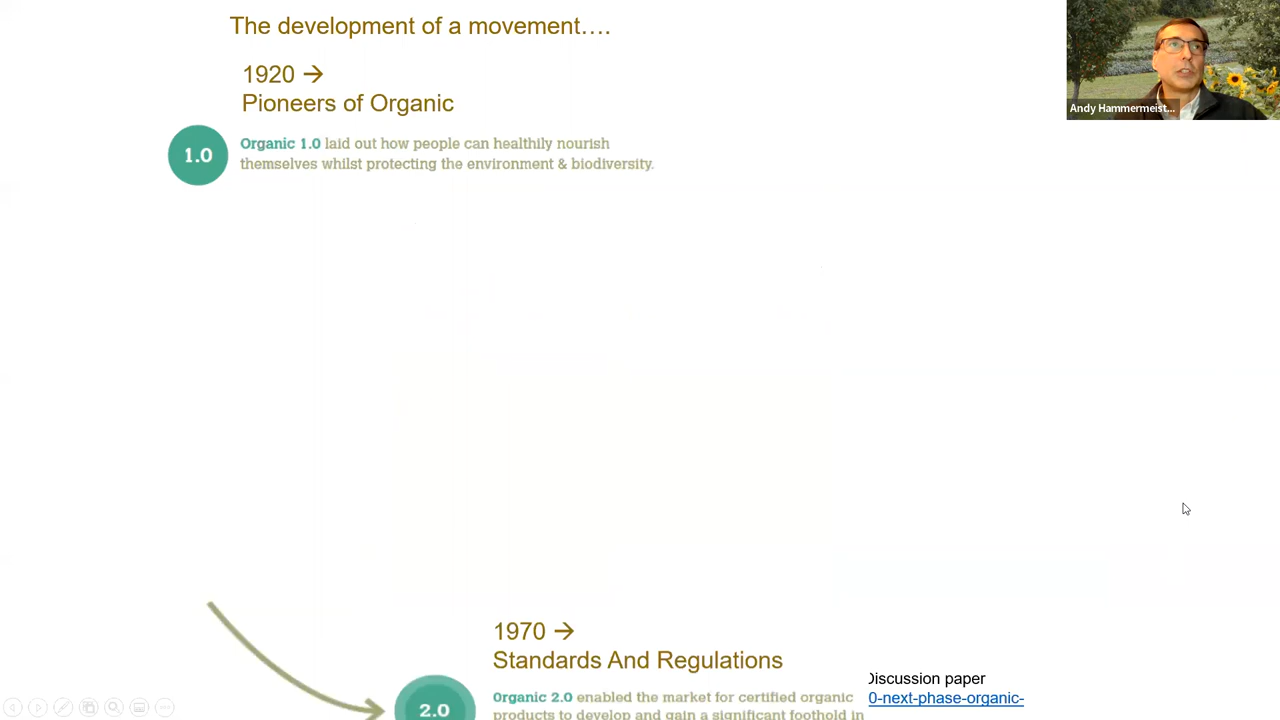 The development of a movement….
1920 →
Pioneers of Organic
1.0
Organic 1.0 laid out how people can healthily nourish
themselves whilst protecting the environment & biodiversity.
Andy Hammermeist...
1970 →
Standards And Regulations
2.0
Organic 2.0 enabled the market for certified organic
products to develop and gain a significant foothold in
Discussion paper
0-next-phase-organic-